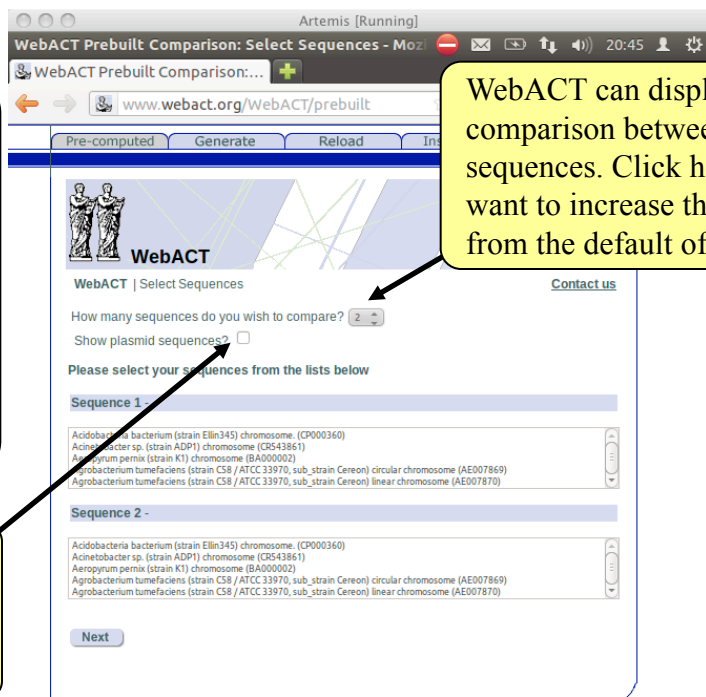 Artemis [Running]
WebACT Prebuilt Comparison: Select Sequences - Mozi
20:45
WebACT Prebuilt Comparison:...
www.webact.org/WebACT/prebuilt
WebACT can displ
comparison betwee
sequences. Click h
want to increase th
from the default of
Pre-computed Generate Reload In
WebACT
WebACT | Select Sequences
Contact us
How many sequences do you wish to compare? 2
Show plasmid sequences?
Please select your sequences from the lists below
Sequence 1 -
Acidobacteria bacterium (strain Ellin345) chromosome. (CP000360)
Acinetobacter sp. (strain ADP1) chromosome (CR543861)
Aeropyrum pernix (strain K1) chromosome (BA000002)
Agrobacterium tumefaciens (strain C58 / ATCC 33970, sub_strain Cereon) circular chromosome (AE007869)
Agrobacterium tumefaciens (strain C58 / ATCC 33970, sub_strain Cereon) linear chromosome (AE007870)
Sequence 2 -
Acidobacteria bacterium (strain Ellin345) chromosome. (CP000360)
Acinetobacter sp. (strain ADP1) chromosome (CR543861)
Aeropyrum pernix (strain K1) chromosome (BA000002)
Agrobacterium tumefaciens (strain C58 / ATCC 33970, sub_strain Cereon) circular chromosome (AE007869)
Agrobacterium tumefaciens (strain C58 / ATCC 33970, sub_strain Cereon) linear chromosome (AE007870)
Next